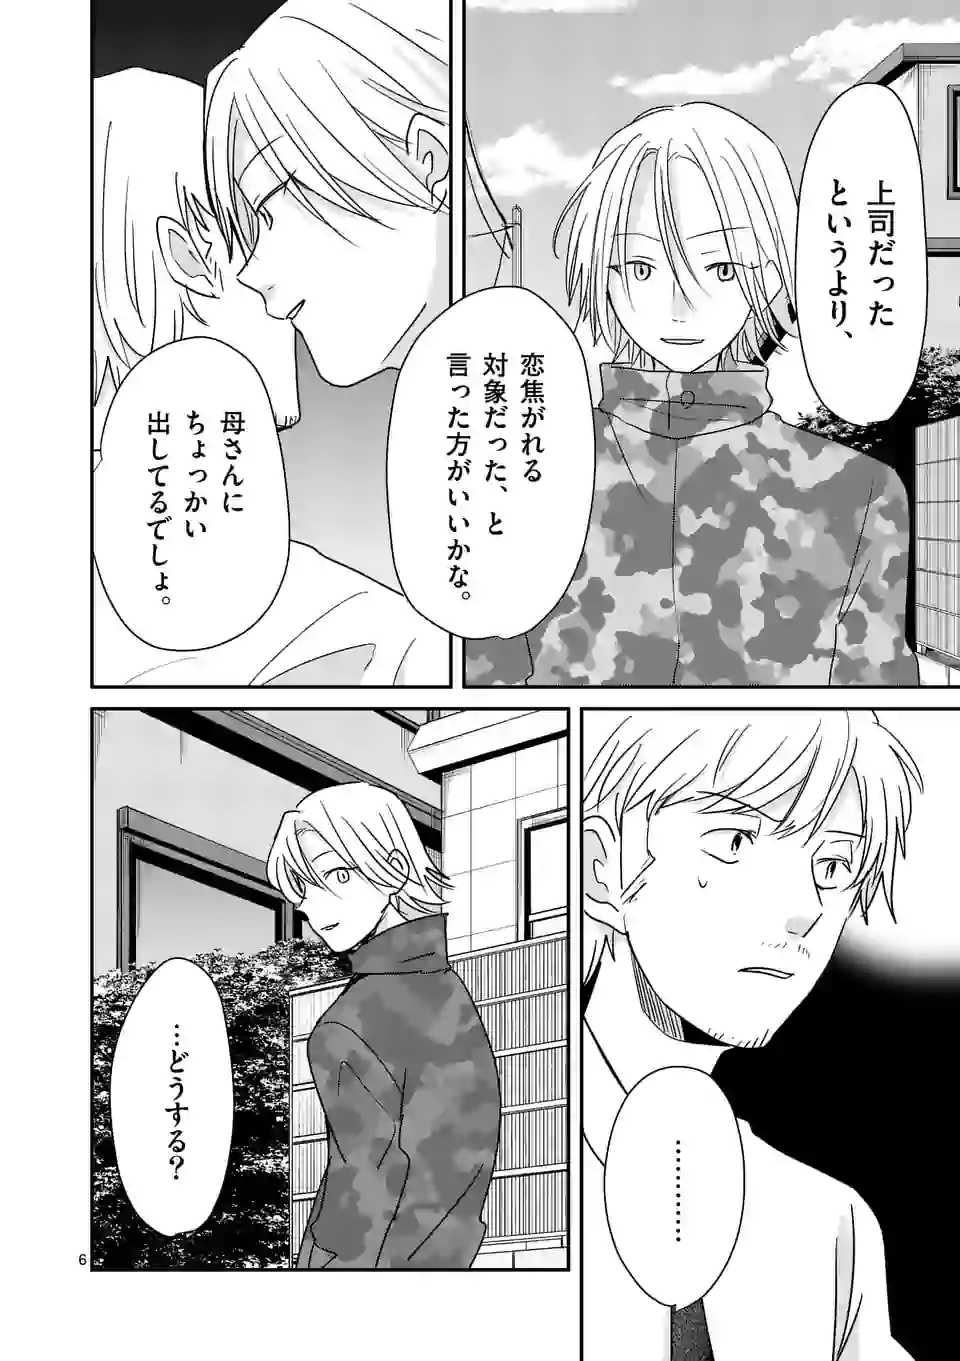 上司だった
というより、
恋焦がれる
対象だった、と
言った方がいいかな。
母さんに
ちょっかい
出してるでしょ。
………
…どうする?
6